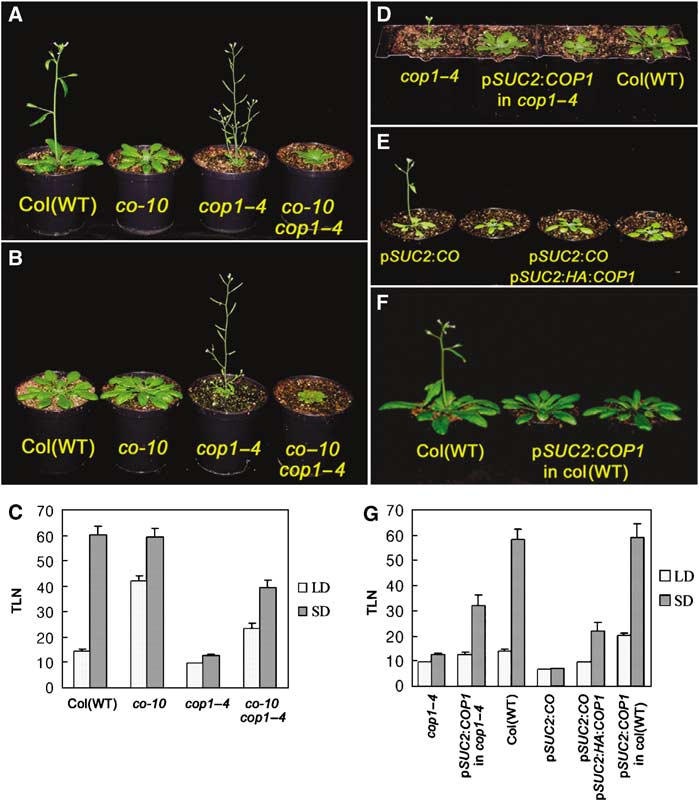 A
Col(WT) co-10 cop1–4 co-10
cop1–4
B
Col(WT) co-10 cop1–4 co–10
cop1–4
C
70
60
50
40
30
20
10
0
TLN
LD
SD
Col(WT) co-10 cop1–4 co-10
cop1–4
D
cop1–4 pSUC2:COP1 Col(WT)
in cop1–4
E
pSUC2:CO pSUC2:CO
pSUC2:HA:COP1
F
Col(WT) pSUC2:COP1
in col(WT)
G
70
60
50
40
30
20
10
0
TLN
LD
SD
cop1–4
pSUC2:COP1
in cop1–4
Col(WT)
pSUC2:CO
pSUC2:CO
pSUC2:HA:COP1
pSUC2:COP1
in col(WT)